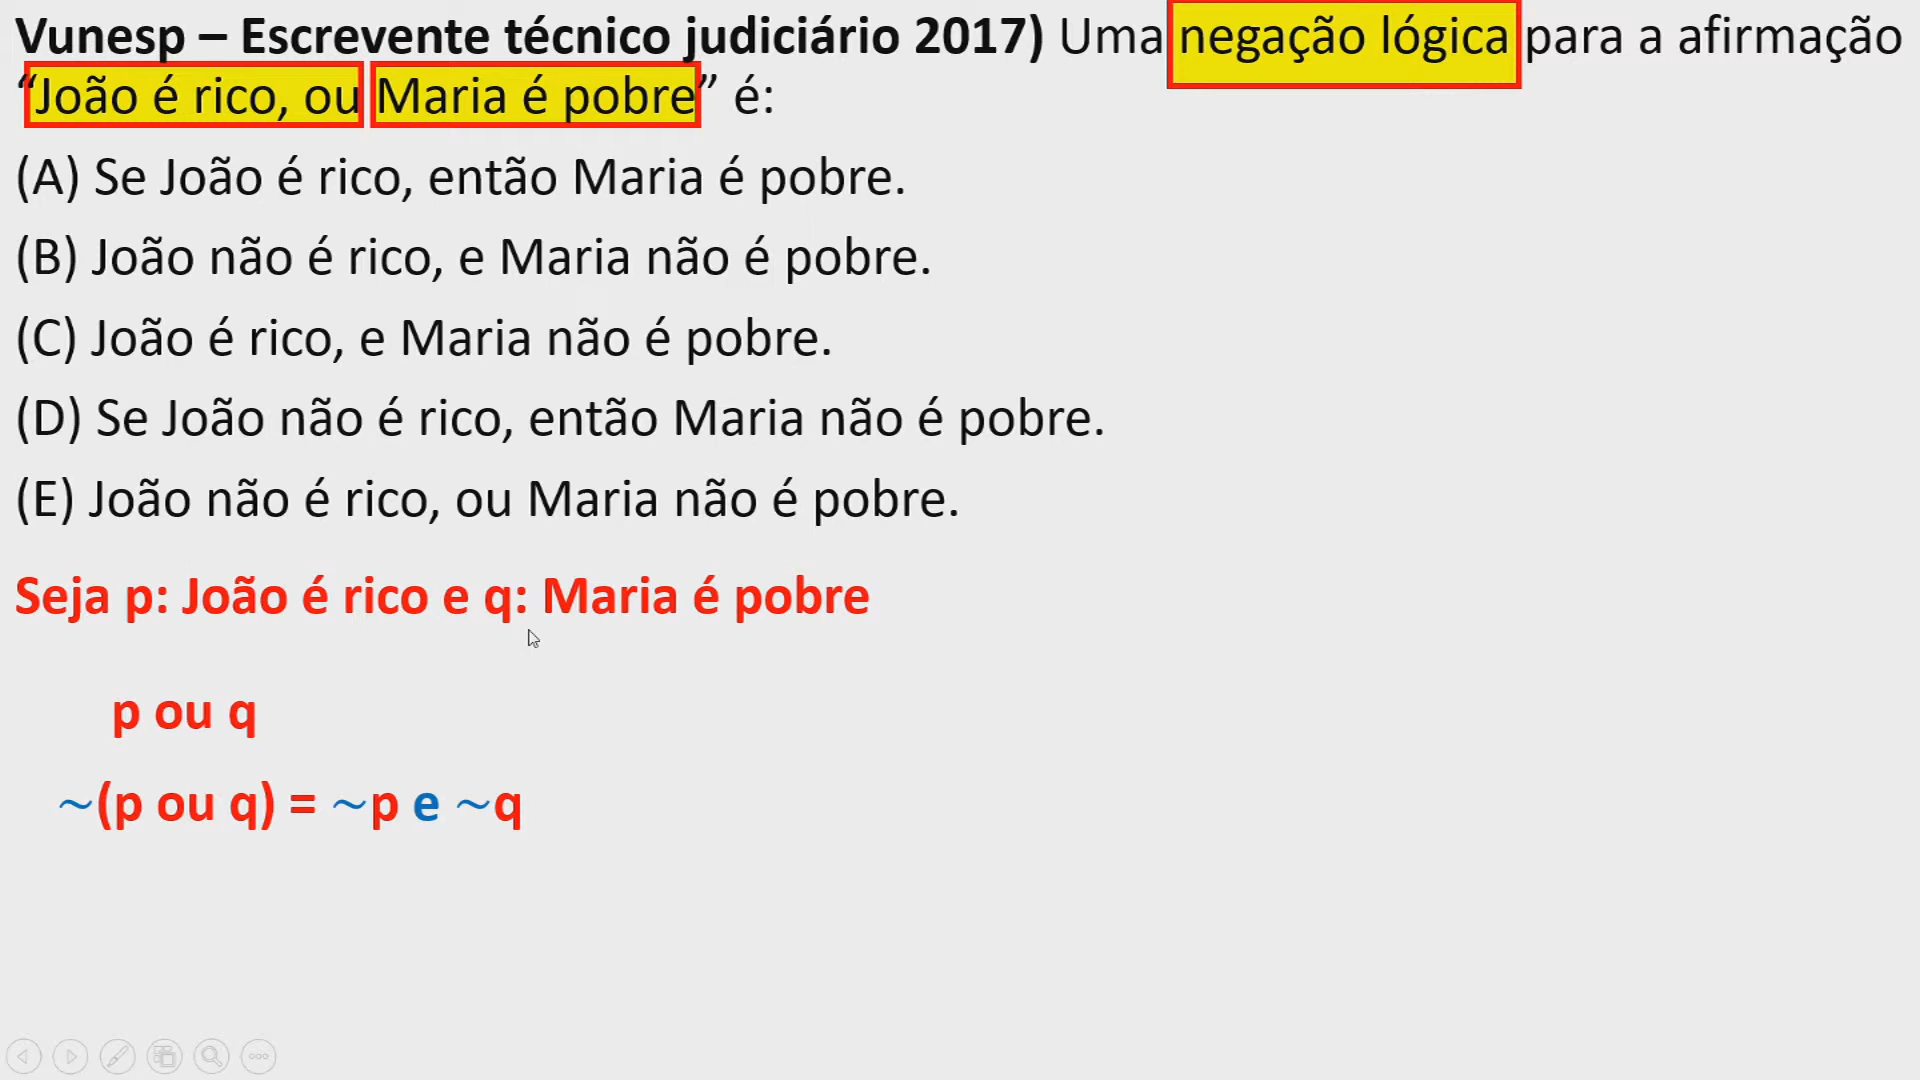 Vunesp – Escrevente técnico judiciário 2017) Uma negação lógica para a afirmação
“João é rico, ou Maria é pobre” é:
(A) Se João é rico, então Maria é pobre.
(B) João não é rico, e Maria não é pobre.
(C) João é rico, e Maria não é pobre.
(D) Se João não é rico, então Maria não é pobre.
(E) João não é rico, ou Maria não é pobre.
Seja p: João é rico e q: Maria é pobre
p ou q
~(p ou q) = ~p e ~q